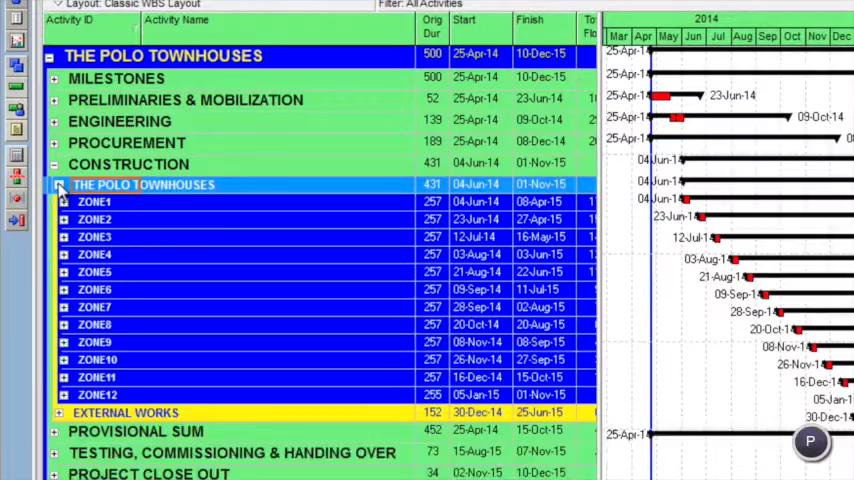 Layout: Classic WBS Layout Filter: All Activities
Activity ID Activity Name Orig Dur Start Finish 2014
Mar Apr May Jun Jul Aug Sep Oct Nov
THE POLO TOWNHOUSES 500 25-Apr-14 10-Dec-15 25-Apr-14
MILESTONES 500 25-Apr-14 10-Dec-15 25-Apr-14
PRELIMINARIES & MOBILIZATION 52 25-Apr-14 23-Jun-14 25-Apr-14 23-Jun-14
ENGINEERING 139 25-Apr-14 09-Oct-14 25-Apr-14 09-Oct-14
PROCUREMENT 189 25-Apr-14 08-Dec-14 25-Apr-14
CONSTRUCTION 431 04-Jun-14 01-Nov-15 04-Jun-14
THE POLO TOWNHOUSES 431 04-Jun-14 01-Nov-15 04-Jun-14
ZONE1 257 04-Jun-14 08-Apr-15 04-Jun-14
ZONE2 257 23-Jun-14 27-Apr-15 23-Jun-14
ZONE3 257 12-Jul-14 16-May-15 12-Jul-14
ZONE4 257 03-Aug-14 03-Jun-15 03-Aug-14
ZONE5 257 21-Aug-14 22-Jun-15 21-Aug-14
ZONE6 257 09-Sep-14 11-Jul-15 09-Sep-14
ZONE7 257 28-Sep-14 02-Aug-15 28-Sep-14
ZONE8 257 20-Oct-14 20-Aug-15 20-Oct-14
ZONE9 257 08-Nov-14 08-Sep-15 08-Nov-14
ZONE10 257 26-Nov-14 27-Sep-15 26-Nov-14
ZONE11 257 16-Dec-14 15-Oct-15 16-Dec-14
ZONE12 255 05-Jan-15 01-Nov-15 05-Jan-1
EXTERNAL WORKS 152 30-Dec-14 25-Jun-15 30-Dec-1
PROVISIONAL SUM 452 25-Apr-14 15-Oct-15 25-Apr-14
TESTING, COMMISSIONING & HANDING OVER 73 15-Aug-15 07-Nov-15
PROJECT CLOSE OUT 34 02-Nov-15 10-Dec-15
P